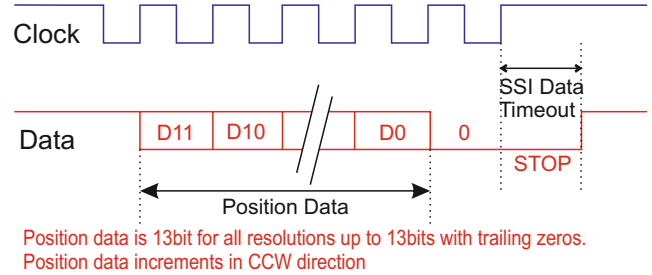 Clock
SSI Data
Timeout
Data
D11 D10 D0 0
STOP
Position Data
Position data is 13bit for all resolutions up to 13bits with trailing zeros.
Position data increments in CCW direction